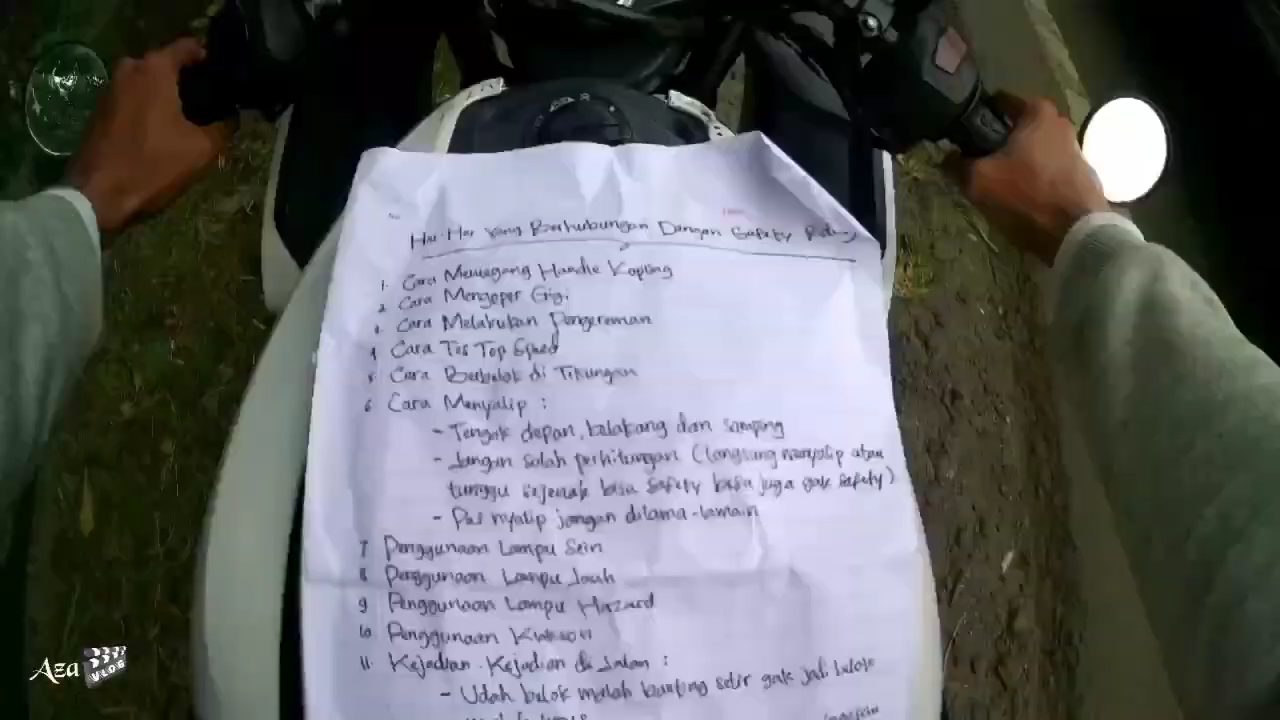 Hal-Hal Yang Berhubungan Dengan Safety Riding
1. Cara Memegang Handle Kopling
2 Cara Mengoper Gigi
3 Cara Melakukan Pengereman
4 Cara Tes Top Speed
5 Cara Berbelok di Tikungan
6 Cara Menyalip :
- Tengok depan, belakang dan samping
- Jangan salah perhitungan (langsung menyalip atau
tunggu sejenak bisa safety bisa juga gak safety)
- Pas nyalip jangan dilama-lamain
7 Penggunaan Lampu Sein
8 Penggunaan Lampu Jauh
9 Penggunaan Lampu Hazard
10 Penggunaan Klakson
11 Kejadian-Kejadian di Jalan :
- Udah belok malah banting setir gak jadi belok
Aza
VLOG